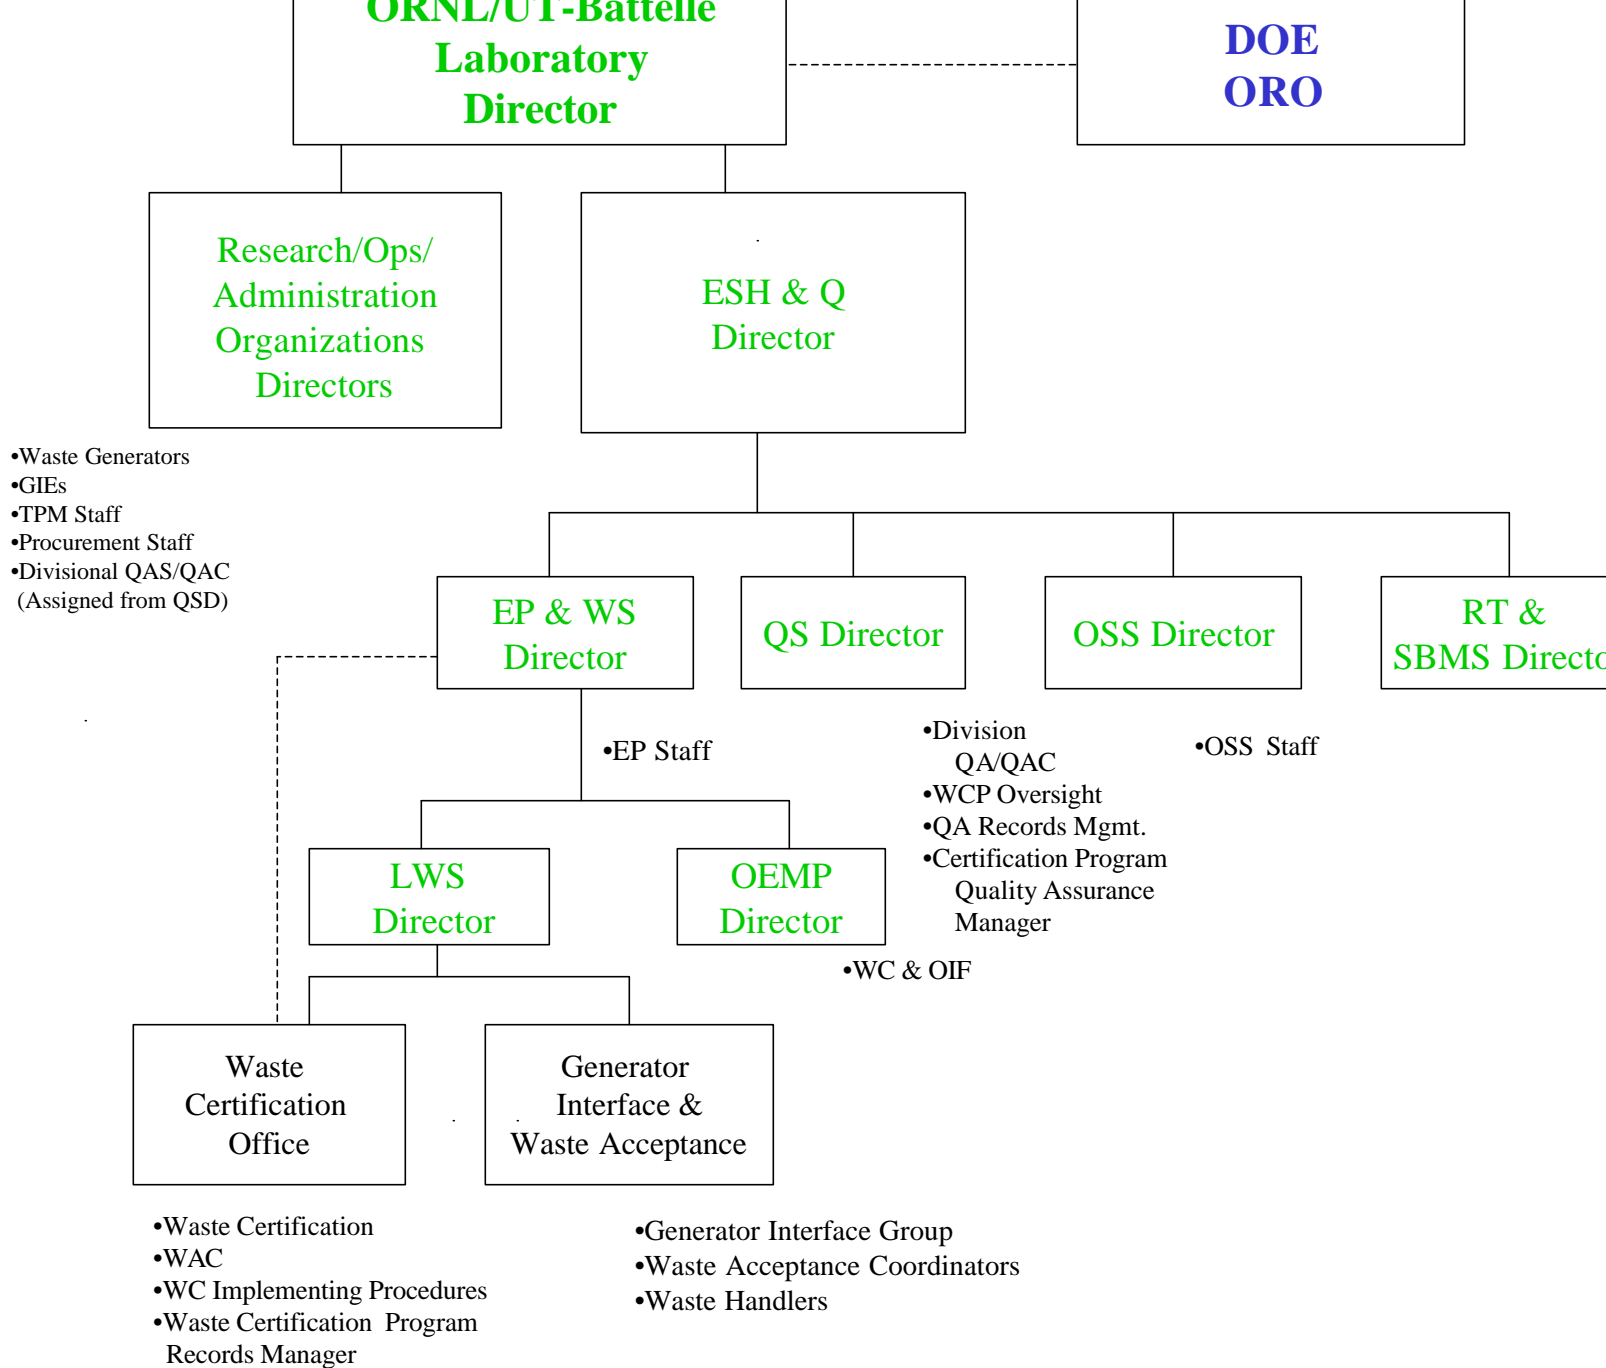 ORNL/UT-Battelle
Laboratory
Director
DOE
ORO
Research/Ops/
Administration
Organizations
Directors
ESH & Q
Director
•Waste Generators
•GIEs
•TPM Staff
•Procurement Staff
•Divisional QAS/QAC
(Assigned from QSD)
EP & WS
Director
QS Director
OSS Director
RT &
SBMS Directo
•EP Staff
•Division
QA/QAC
•WCP Oversight
•QA Records Mgmt.
•Certification Program
Quality Assurance
Manager
•OSS Staff
LWS
Director
OEMP
Director
•WC & OIF
Waste
Certification
Office
Generator
Interface &
Waste Acceptance
•Waste Certification
•WAC
•WC Implementing Procedures
•Waste Certification Program
Records Manager
•Generator Interface Group
•Waste Acceptance Coordinators
•Waste Handlers